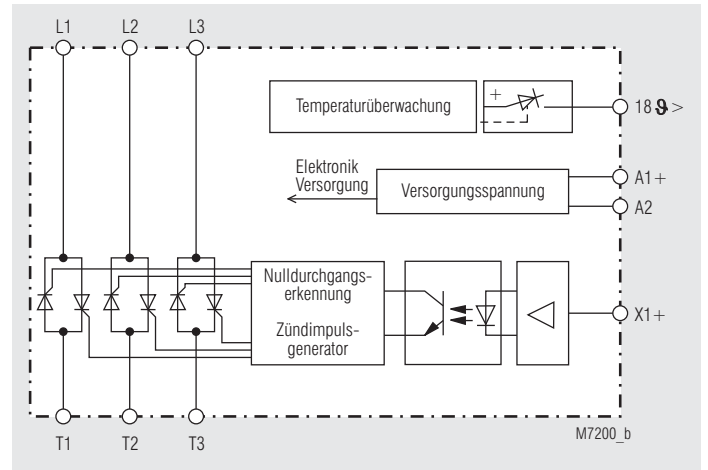 L1 L2 L3
Temperaturüberwachung
+
18 ϑ >
Elektronik
Versorgung
Versorgungsspannung
A1+
A2
Nulldurchgangs-
erkennung
Zündimpuls-
generator
X1+
T1 T2 T3
M7200_b